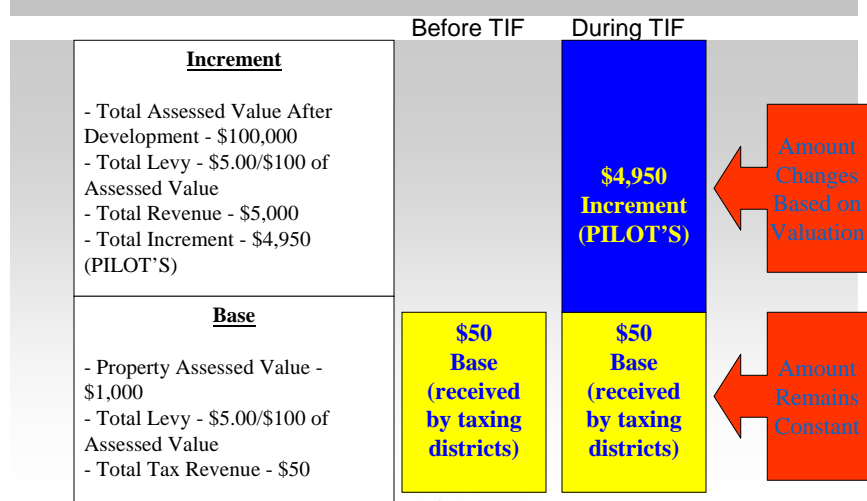 Before TIF
During TIF
Increment
- Total Assessed Value After
Development - $100,000
- Total Levy - $5.00/$100 of
Assessed Value
- Total Revenue - $5,000
- Total Increment - $4,950
(PILOT’S)
$4,950
Increment
(PILOT’S)
Amount
Changes
Based on
Valuation
Base
- Property Assessed Value -
$1,000
- Total Levy - $5.00/$100 of
Assessed Value
- Total Tax Revenue - $50
$50
Base
(received
by taxing
districts)
$50
Base
(received
by taxing
districts)
Amount
Remains
Constant